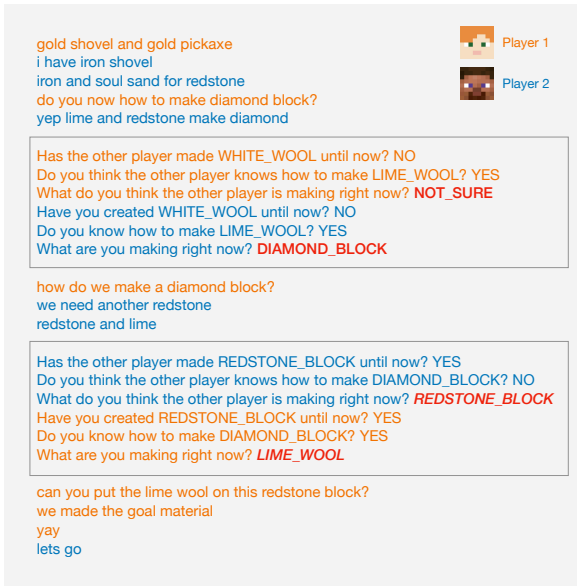 gold shovel and gold pickaxe
Player 1
i have iron shovel
iron and soul sand for redstone
Player 2
do you now how to make diamond block?
yep lime and redstone make diamond
Has the other player made WHITE_WOOL until now? NO
Do you think the other player knows how to make LIME_WOOL? YES
What do you think the other player is making right now? NOT_SURE
Have you created WHITE_WOOL until now? NO
Do you know how to make LIME_WOOL? YES
What are you making right now? DIAMOND_BLOCK
how do we make a diamond block?
we need another redstone
redstone and lime
Has the other player made REDSTONE_BLOCK until now? YES
Do you think the other player knows how to make DIAMOND_BLOCK? NO
What do you think the other player is making right now? REDSTONE_BLOCK
Have you created REDSTONE_BLOCK until now? YES
Do you know how to make DIAMOND_BLOCK? YES
What are you making right now? LIME_WOOL
can you put the lime wool on this redstone block?
we made the goal material
yay
lets go